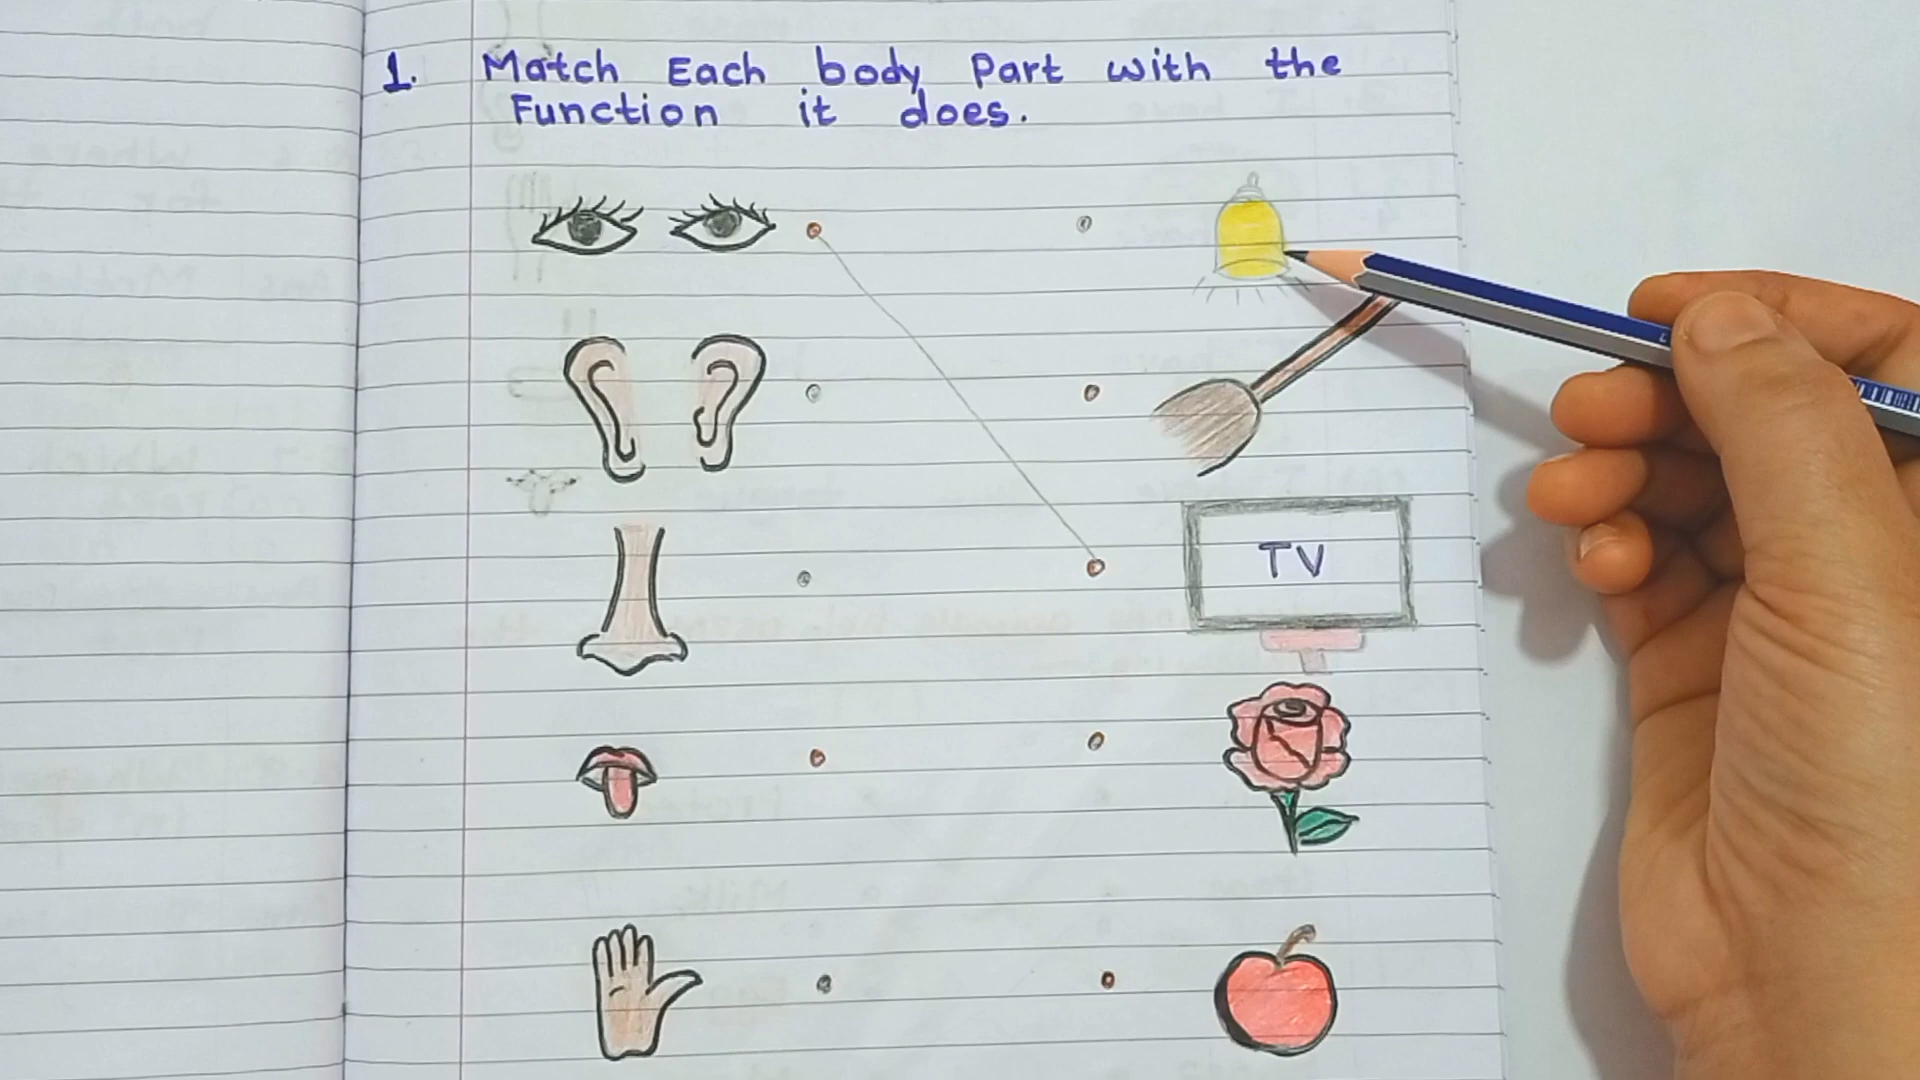 1. Match Each body Part with the
Function it does.
TV